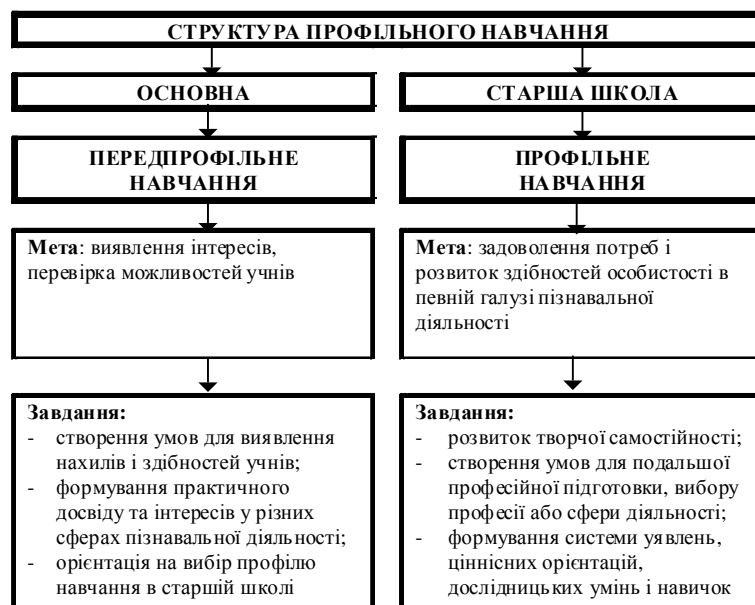 СТРУКТУРА ПРОФІЛЬНОГО НАВЧАННЯ
ОСНОВНА
СТАРША ШКОЛА
ПЕРЕДПРОФІЛЬНЕ
НАВЧАННЯ
ПРОФІЛЬНЕ
НАВЧАННЯ
Мета: виявлення інтересів,
перевірка можливостей учнів
Мета: задоволення потреб і
розвиток здібностей особистості в
певній галузі пізнавальної
діяльності
Завдання:
- створення умов для виявлення
нахилів і здібностей учнів;
- формування практичного
досвіду та інтересів у різних
сферах пізнавальної діяльності;
- орієнтація на вибір профілю
навчання в старшій школі
Завдання:
- розвиток творчої самостійності;
- створення умов для подальшої
професійної підготовки, вибору
професії або сфери діяльності;
- формування системи уявлень,
ціннісних орієнтацій,
дослідницьких умінь і навичок